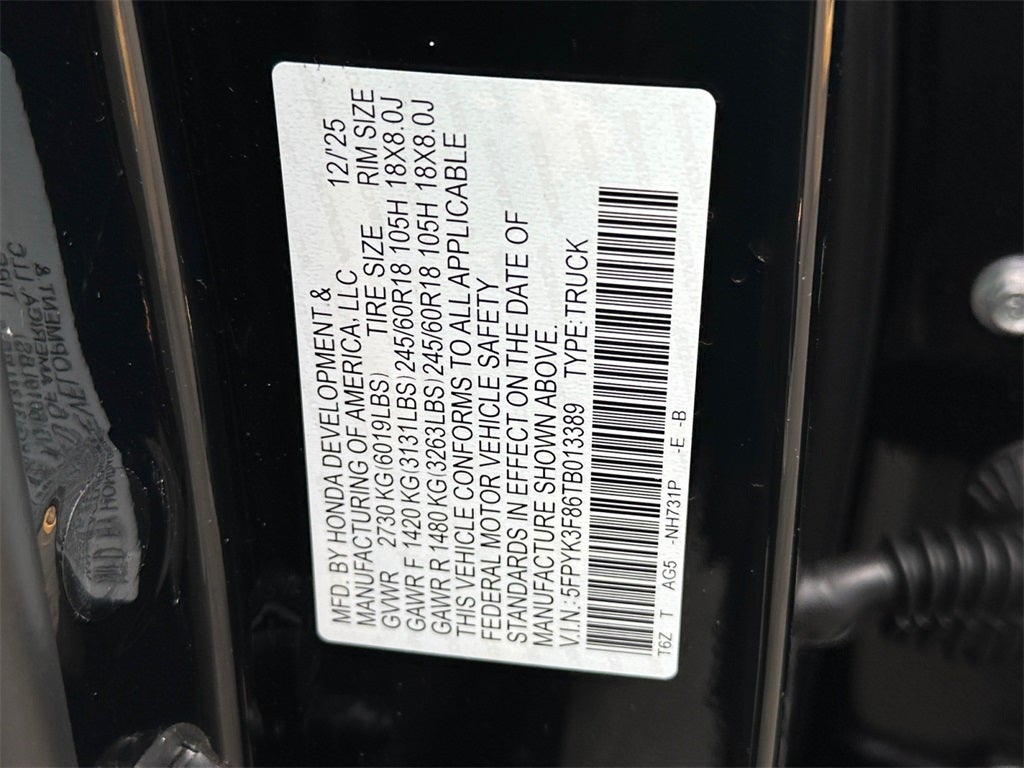 MFD. BY HONDA DEVELOPMENT & 12/'25
MANUFACTURING OF AMERICA, LLC
GVWR 2730 KG(6019LBS) TIRE SIZE RIM SIZE
GAWR F 1420 KG(3131LBS) 245/60R18 105H 18X8.0J
GAWR R 1480 KG(3263LBS) 245/60R18 105H 18X8.0J
THIS VEHICLE CONFORMS TO ALL APPLICABLE
FEDERAL MOTOR VEHICLE SAFETY
STANDARDS IN EFFECT ON THE DATE OF
MANUFACTURE SHOWN ABOVE.
V.I.N.:5FPYK3F86TB013389 TYPE:TRUCK
T6Z T AG5 -NH731P -E -B